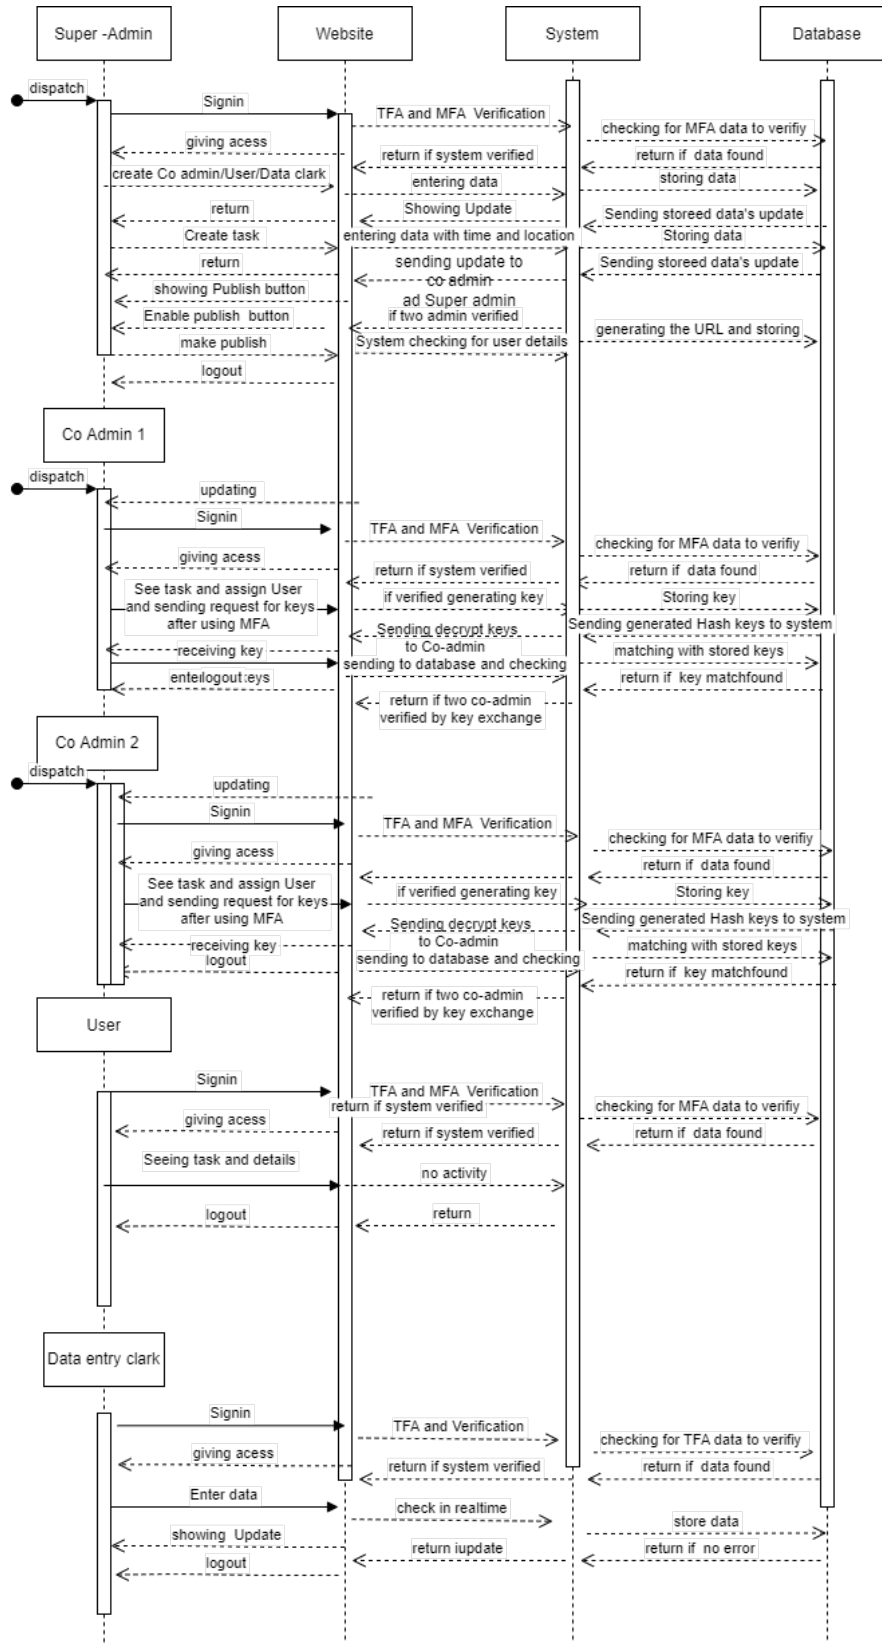 Super -Admin
Website
System
Database
dispatch
Signin
TFA and MFA  Verification
checking for MFA data to verifiy
giving acess
return if system verified
return if  data found
create Co admin/User/Data clark
entering data
storing data
return
Showing Update
Sending storeed data's update
Create task
entering data with time and location
Storing data
return
sending update to
co admin
ad Super admin
Sending storeed data's update
showing Publish button
Enable publish  button
if two admin verified
generating the URL and storing
make publish
System checking for user details
logout
Co Admin 1
dispatch
updating
Signin
TFA and MFA  Verification
checking for MFA data to verifiy
giving acess
return if system verified
return if  data found
See task and assign User
and sending request for keys
after using MFA
if verified generating key
Storing key
Sending generated Hash keys to system
Sending decrypt keys
to Co-admin
receiving key
matching with stored keys
sending to database and checking
logout
return if  key matchfound
return if two co-admin
verified by key exchange
Co Admin 2
dispatch
updating
Signin
TFA and MFA  Verification
checking for MFA data to verifiy
giving acess
return if  data found
See task and assign User
and sending request for keys
after using MFA
if verified generating key
Storing key
Sending generated Hash keys to system
Sending decrypt keys
to Co-admin
receiving key
matching with stored keys
logout
sending to database and checking
return if  key matchfound
return if two co-admin
verified by key exchange
User
Signin
TFA and MFA  Verification
return if system verified
checking for MFA data to verifiy
giving acess
return if system verified
return if  data found
Seeing task and details
no activity
logout
return
Data entry clark
Signin
TFA and Verification
checking for TFA data to verifiy
giving acess
return if system verified
return if  data found
Enter data
check in realtime
store data
showing  Update
return iupdate
return if  no error
logout